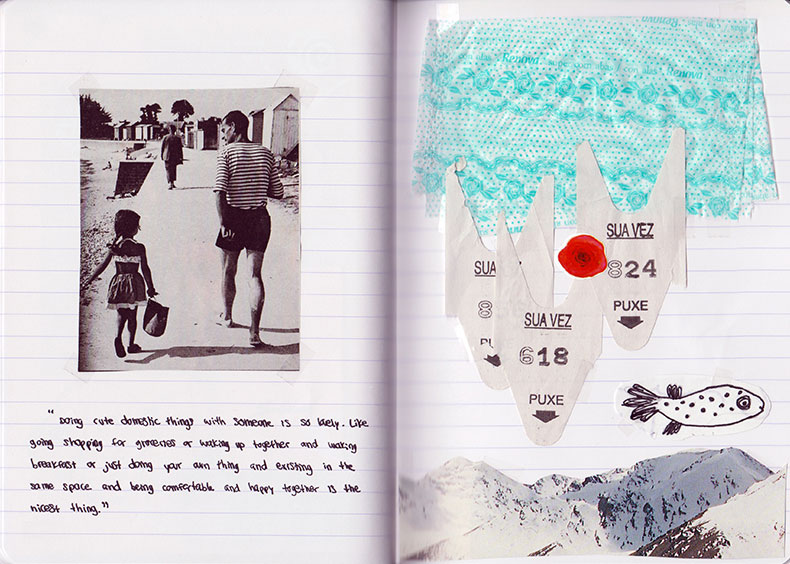 "Doing cute domestic things with someone is so lovely. Like
going shopping for groceries or waking up together and making
breakfast or just doing your own thing and existing in the
same space and being comfortable and happy together is the
nicest thing."
Renova
Renova
Renova
SUA VEZ
824
PUXE
SUA
8
PU
SUA VEZ
618
PUXE